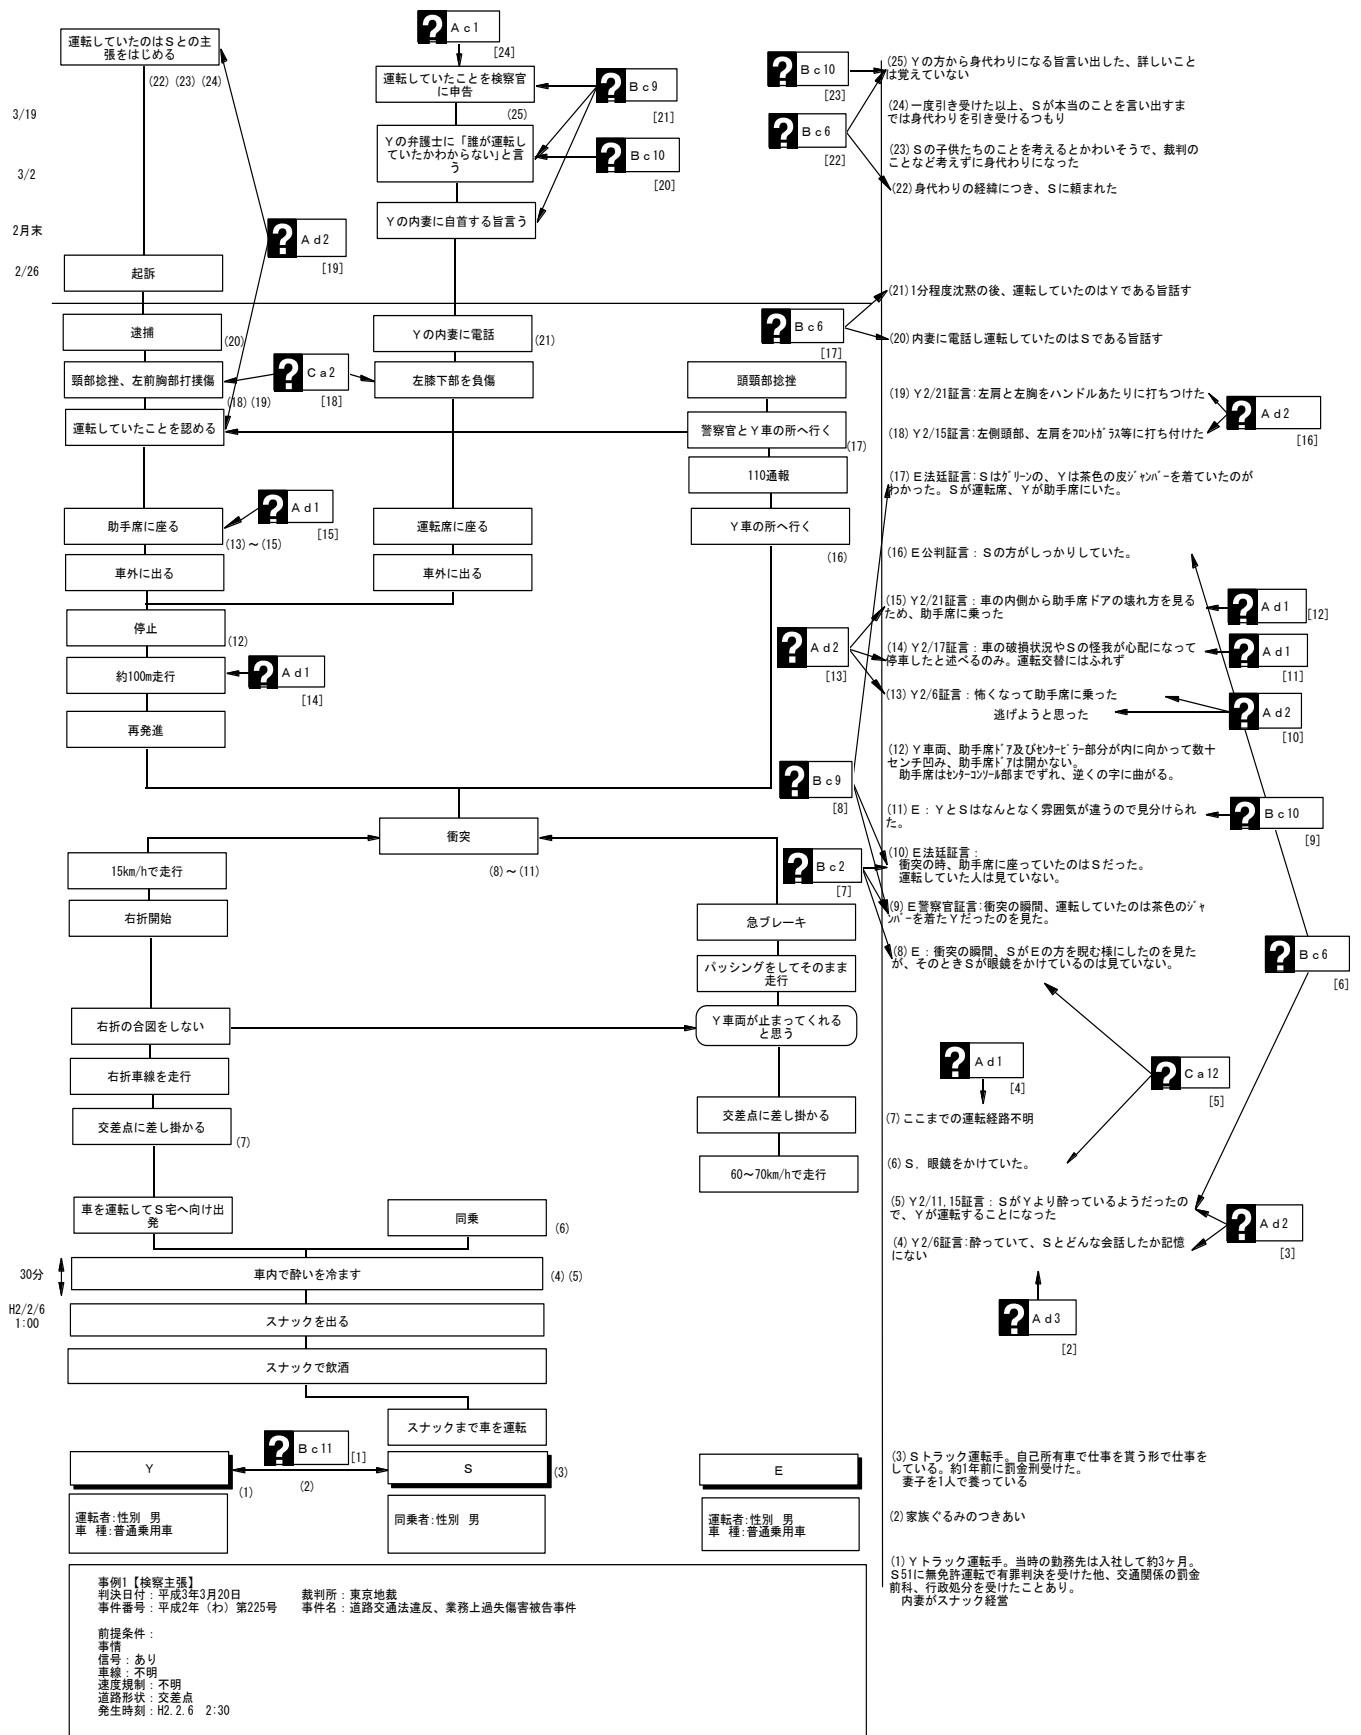 運転していたのはＳとの主
張をはじめる
(22) (23) (24)
Ａｃ1
[24]
運転していたことを検察官
に申告
(25)
Ｂｃ9
[21]
Ｂｃ10
[23]
(25) Ｙの方から身代わりになる旨言い出した、詳しいこと
は覚えていない
3/19
Ｙの弁護士に「誰が運転し
ていたかわからない」と言
う
Ｂｃ10
[20]
Ｂｃ6
[22]
(24) 一度引き受けた以上、Ｓが本当のことを言い出すま
では身代わりを引き受けるつもり
(23) Ｓの子供たちのことを考えるとかわいそうで、裁判の
ことなど考えずに身代わりになった
3/2
(22) 身代わりの経緯につき、Ｓに頼まれた
2月末
Ｙの内妻に自首する旨言う
Ａｄ2
[19]
2/26
起訴
(21) 1分程度沈黙の後、運転していたのはＹである旨話す
逮捕
(20)
Ｙの内妻に電話
(21)
Ｂｃ6
[17]
(20) 内妻に電話し運転していたのはＳである旨話す
頸部捻挫、左前胸部打撲傷
(18) (19)
Ｃａ2
[18]
左膝下部を負傷
頭頸部捻挫
(19) Ｙ2/21証言：左肩と左胸をハンドルあたりに打ちつけた
Ａｄ2
[16]
運転していたことを認める
警察官とＹ車の所へ行く
(17)
(18) Ｙ2/15証言：左側頭部、左肩をﾌﾛﾝﾄｶﾞﾗｽ等に打ち付けた
110通報
(17) Ｅ法廷証言：Ｓはｸﾞﾘｰﾝの、Ｙは茶色の皮ｼﾞｬﾝﾊﾟｰを着ていたのが
わかった。Ｓが運転席、Ｙが助手席にいた。
助手席に座る
(13)～(15)
Ａｄ1
[15]
運転席に座る
Ｙ車の所へ行く
(16)
車外に出る
車外に出る
(16) Ｅ公判証言：Ｓの方がしっかりしていた。
停止
(12)
(15) Ｙ2/21証言：車の内側から助手席ドアの壊れ方を見る
ため、助手席に乗った
Ａｄ1
[12]
約100m走行
Ａｄ1
[14]
Ａｄ2
[13]
(14) Ｙ2/17証言：車の破損状況やＳの怪我が心配になって
停車したと述べるのみ。運転交替にはふれず
Ａｄ1
[11]
再発進
(13) Ｙ2/6証言：怖くなって助手席に乗った
逃げようと思った
Ａｄ2
[10]
(12) Ｙ車両、助手席ﾄﾞｱ及びｾﾝﾀｰﾋﾟﾗｰ部分が内に向かって数十
センチ凹み、助手席ﾄﾞｱは開かない。
助手席はｾﾝﾀｰｺﾝｿｰﾙ部までずれ、逆くの字に曲がる。
Ｂｃ9
[8]
衝突
(8)～(11)
(11) Ｅ：ＹとＳはなんとなく雰囲気が違うので見分けられ
た。
Ｂｃ10
[9]
15km/hで走行
Ｂｃ2
[7]
(10) Ｅ法廷証言：
衝突の時、助手席に座っていたのはＳだった。
運転していた人は見ていない。
右折開始
急ブレーキ
(9) Ｅ警察官証言：衝突の瞬間、運転していたのは茶色のｼﾞｬ
ﾝﾊﾟｰを着たＹだったのを見た。
パッシングをしてそのまま
走行
(8) Ｅ：衝突の瞬間、ＳがＥの方を睨む様にしたのを見た
が、そのときＳが眼鏡をかけているのは見ていない。
Ｂｃ6
[6]
右折の合図をしない
Ｙ車両が止まってくれる
と思う
右折車線を走行
Ａｄ1
[4]
Ｃａ12
[5]
交差点に差し掛かる
(7)
交差点に差し掛かる
(7) ここまでの運転経路不明
60～70km/hで走行
(6) Ｓ，眼鏡をかけていた。
車を運転してＳ宅へ向け出
発
同乗
(6)
(5) Ｙ2/11,15証言：ＳがＹより酔っているようだったの
で、Ｙが運転することになった
Ａｄ2
[3]
30分
車内で酔いを冷ます
(4) (5)
(4) Ｙ2/6証言：酔っていて、Ｓとどんな会話したか記憶
にない
H2/2/6
1:00
スナックを出る
Ａｄ3
[2]
スナックで飲酒
スナックまで車を運転
Ｙ
(1)
Ｂｃ11
[1]
(2)
Ｓ
(3)
Ｅ
(3) Ｓトラック運転手。自己所有車で仕事を貰う形で仕事を
している。約1年前に罰金刑受けた。
妻子を1人で養っている
運転者：性別 男
車 種：普通乗用車
同乗者：性別 男
運転者：性別 男
車 種：普通乗用車
(2) 家族ぐるみのつきあい
(1) Ｙトラック運転手。当時の勤務先は入社して約3ヶ月。
Ｓ51に無免許運転で有罪判決を受けた他、交通関係の罰金
前科、行政処分を受けたことあり。
内妻がスナック経営
事例1【検察主張】
判決日付：平成3年3月20日 裁判所：東京地裁
事件番号：平成2年（わ）第225号 事件名：道路交通法違反、業務上過失傷害被告事件
前提条件：
事情
信号：あり
車線：不明
速度規制：不明
道路形状：交差点
発生時刻：H2.2.6 2:30